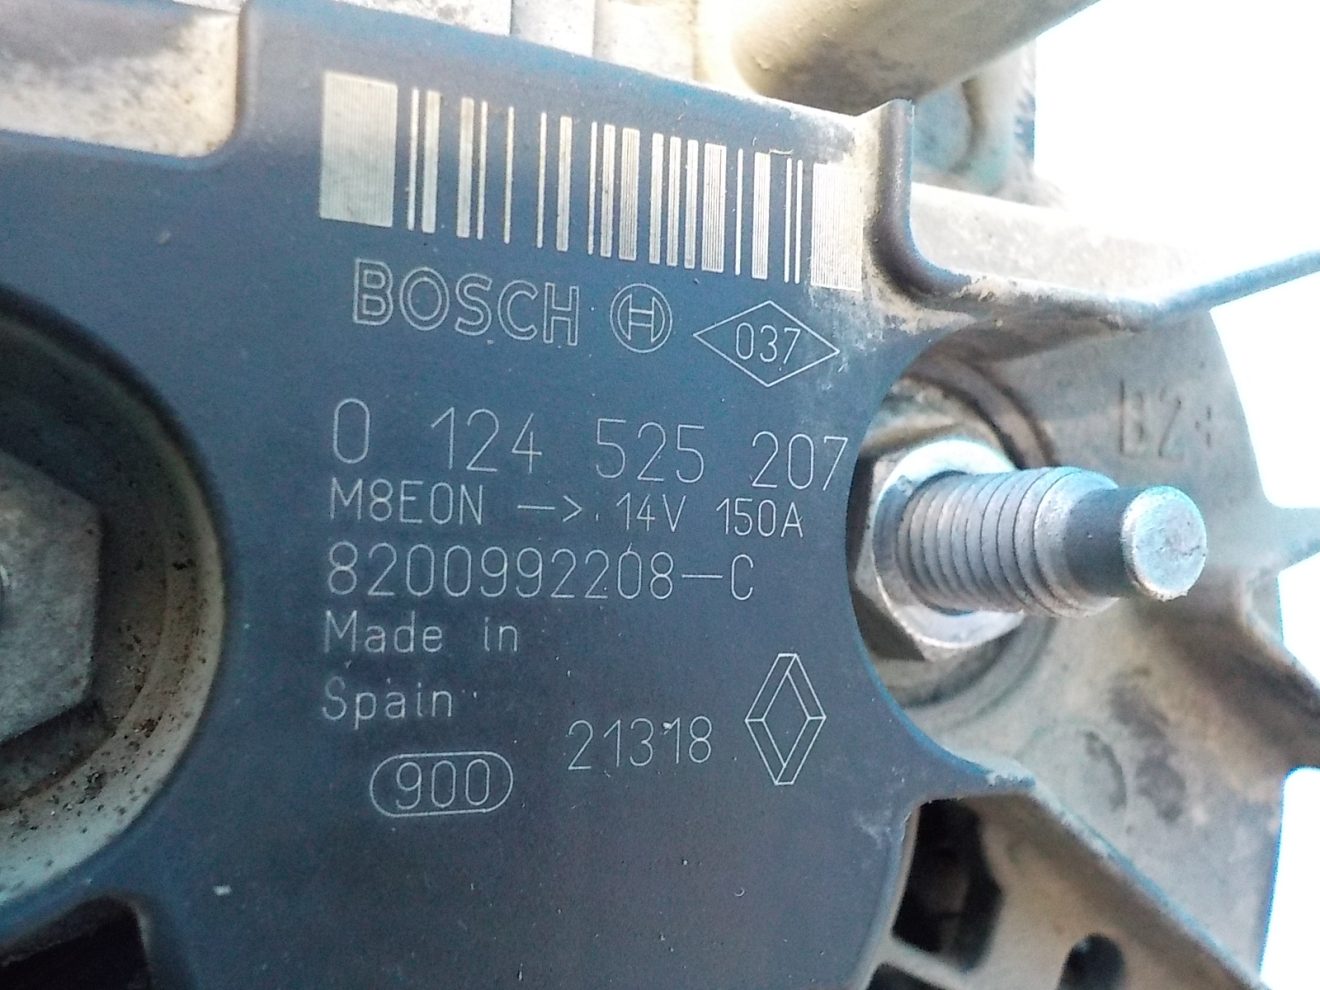 BOSCH
037
0 124 525 207
M8E0N —> 14V 150A
8200992208-C
Made in
Spain
21318
900
B2+